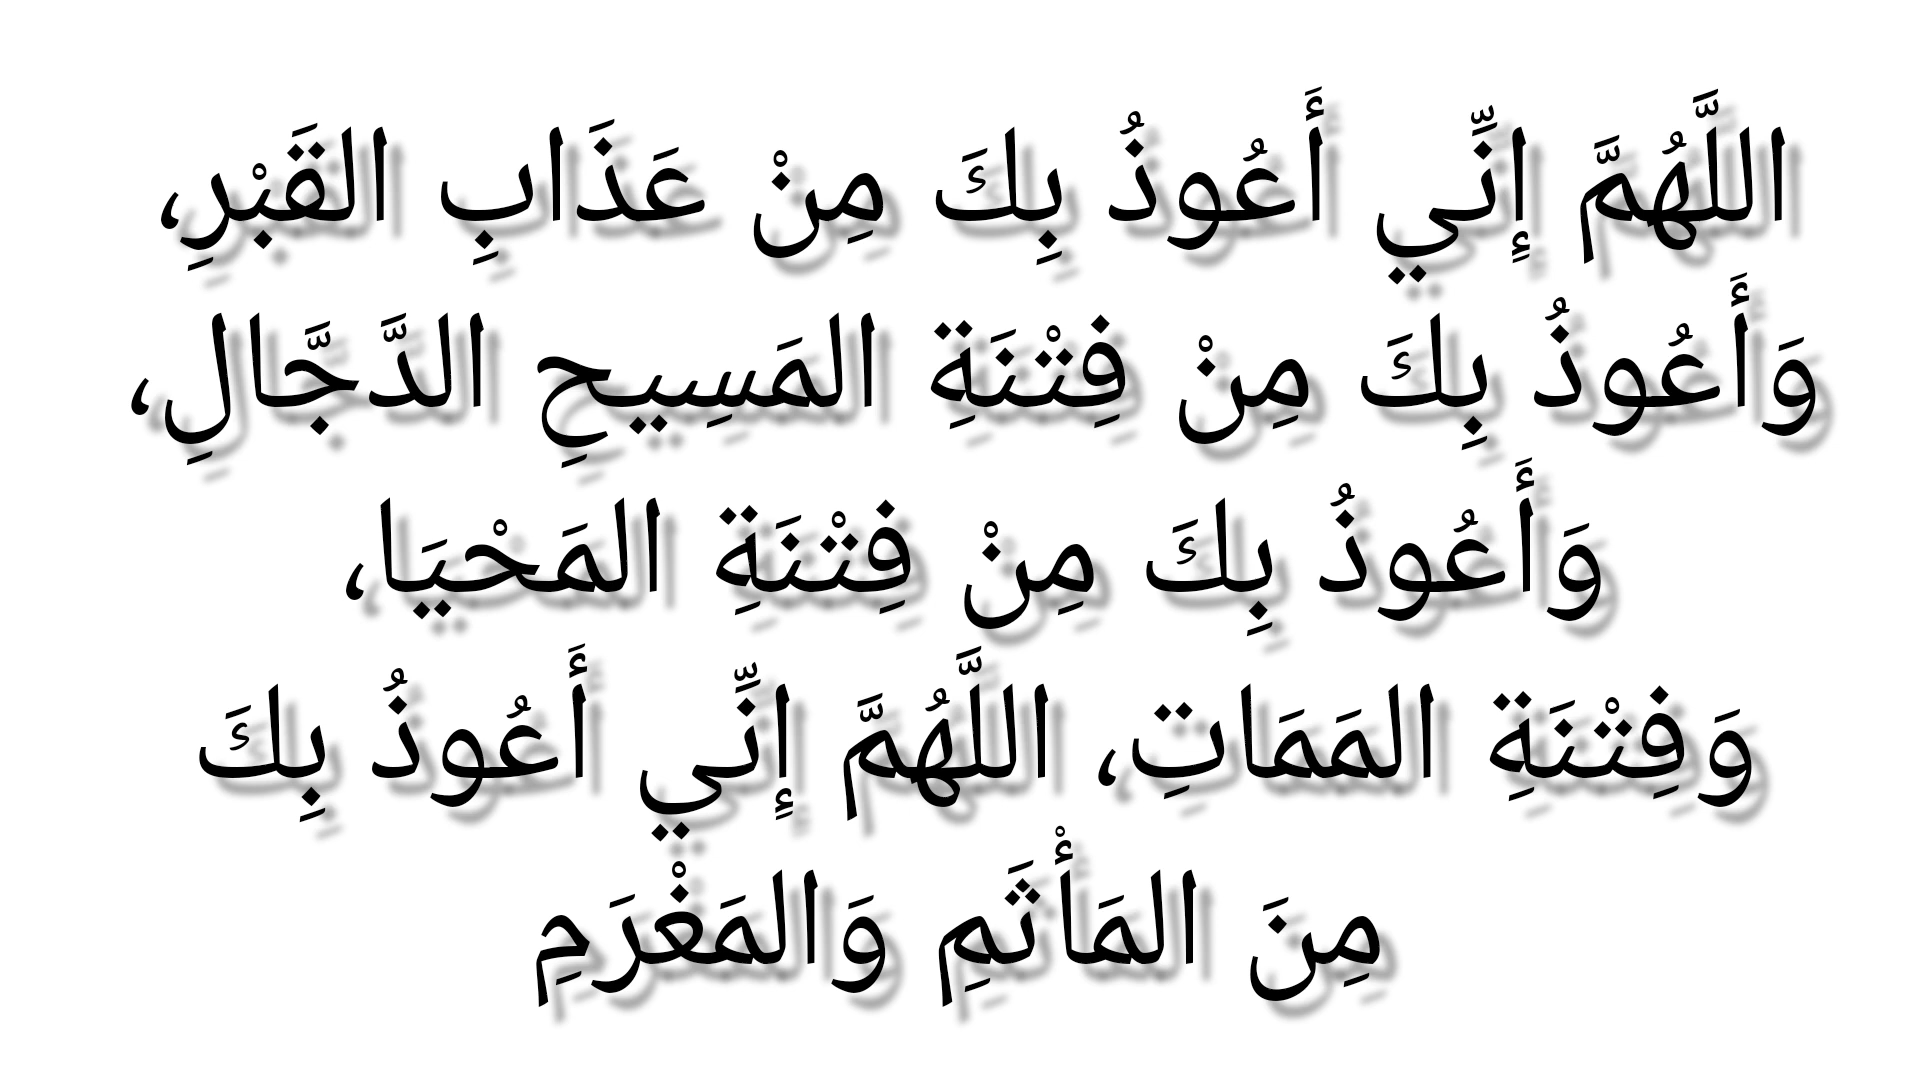 اللَّهُمَّ إِنِّي أَعُوذُ بِكَ مِنْ عَذَابِ القَبْرِ،
وَأَعُوذُ بِكَ مِنْ فِتْنَةِ المَسِيحِ الدَّجَّالِ،
وَأَعُوذُ بِكَ مِنْ فِتْنَةِ المَحْيَا،
وَفِتْنَةِ المَمَاتِ، اللَّهُمَّ إِنِّي أَعُوذُ بِكَ
مِنَ المَأْثَمِ وَالمَغْرَمِ